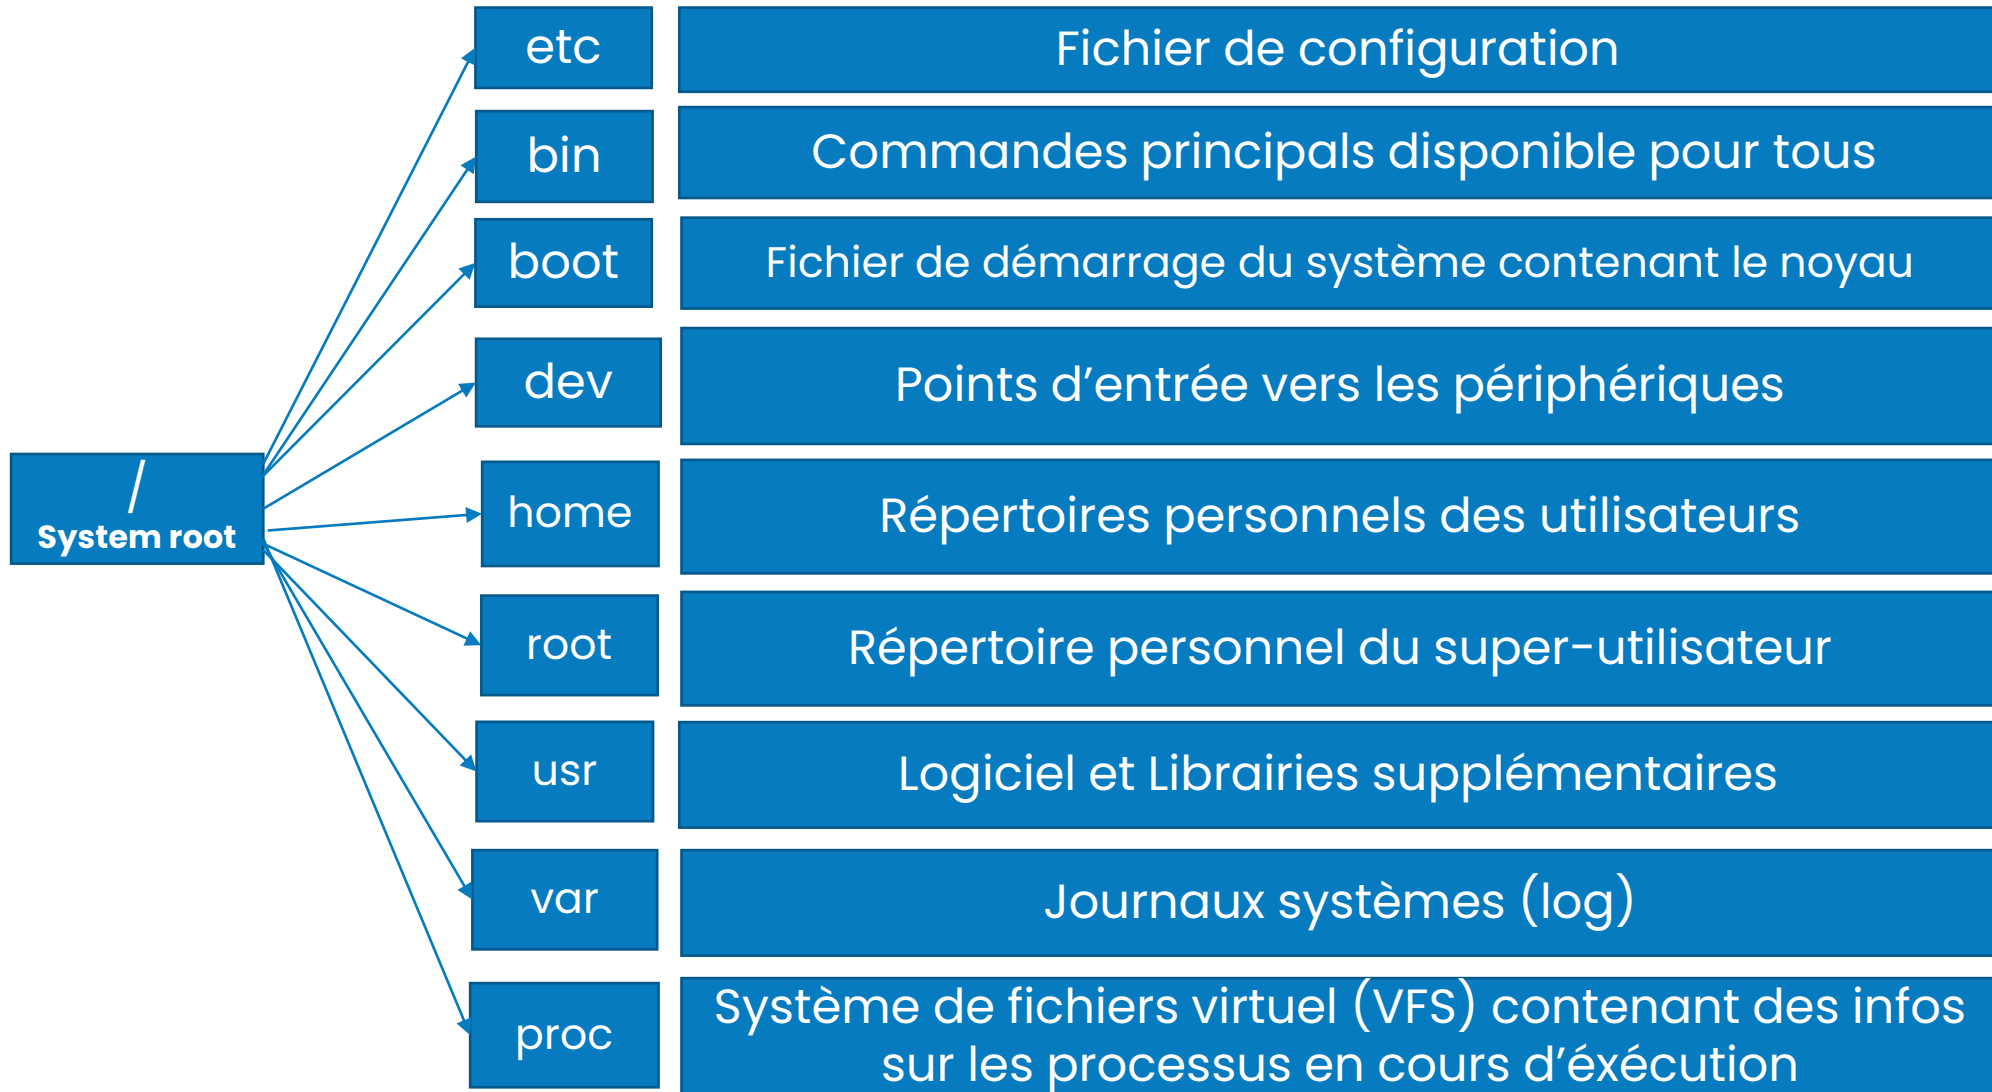 etc
Fichier de configuration
bin
Commandes principals disponible pour tous
boot
Fichier de démarrage du système contenant le noyau
dev
Points d’entrée vers les périphériques
/
System root
home
Répertoires personnels des utilisateurs
root
Répertoire personnel du super-utilisateur
usr
Logiciel et Librairies supplémentaires
var
Journaux systèmes (log)
proc
Système de fichiers virtuel (VFS) contenant des infos
sur les processus en cours d’éxécution